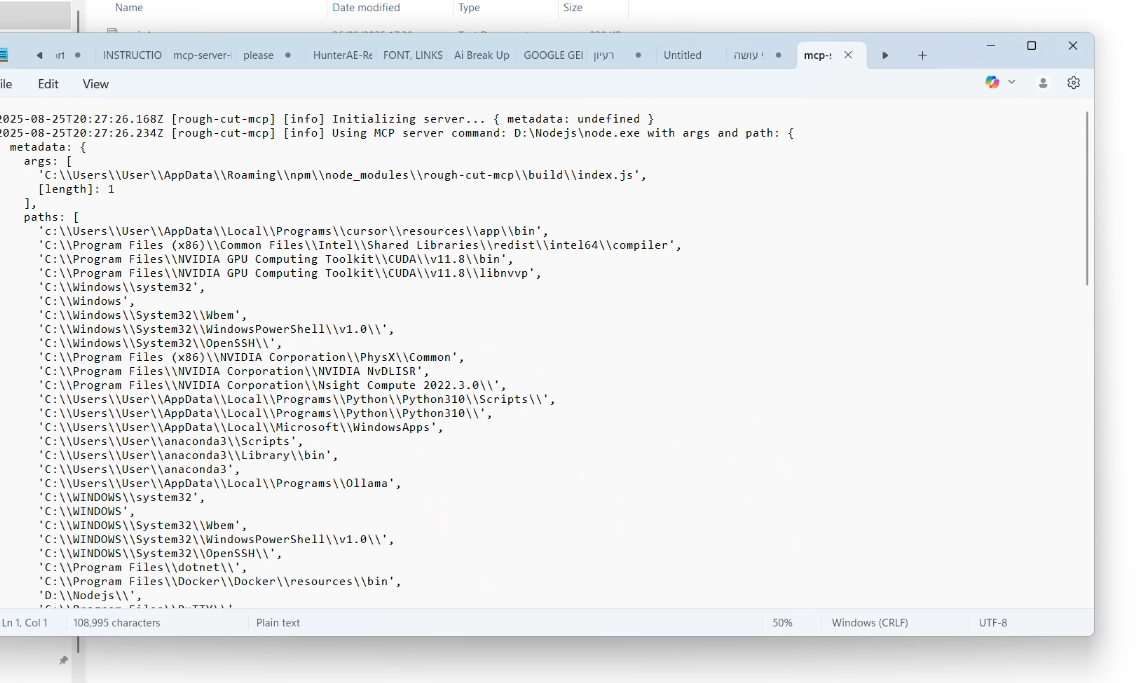 Name Date modified Type Size
INSTRUCTIO mcp-server- please HunterAE-Re FONT, LINKS Ai Break Up GOOGLE GEI רעיון Untitled י עושה mcp-s
ile Edit View
2025-08-25T20:27:26.168Z [rough-cut-mcp] [info] Initializing server... { metadata: undefined }
2025-08-25T20:27:26.234Z [rough-cut-mcp] [info] Using MCP server command: D:\Nodejs\node.exe with args and path: {
metadata: {
args: [
'C:\\Users\\User\\AppData\\Roaming\\npm\\node_modules\\rough-cut-mcp\\build\\index.js',
[length]: 1
],
paths: [
'c:\\Users\\User\\AppData\\Local\\Programs\\cursor\\resources\\app\\bin',
'C:\\Program Files (x86)\\Common Files\\Intel\\Shared Libraries\\redist\\intel64\\compiler',
'C:\\Program Files\\NVIDIA GPU Computing Toolkit\\CUDA\\v11.8\\bin',
'C:\\Program Files\\NVIDIA GPU Computing Toolkit\\CUDA\\v11.8\\libnvvp',
'C:\\Windows\\system32',
'C:\\Windows',
'C:\\Windows\\System32\\Wbem',
'C:\\Windows\\System32\\WindowsPowerShell\\v1.0\\',
'C:\\Windows\\System32\\OpenSSH\\',
'C:\\Program Files (x86)\\NVIDIA Corporation\\PhysX\\Common',
'C:\\Program Files\\NVIDIA Corporation\\NVIDIA NvDLISR',
'C:\\Program Files\\NVIDIA Corporation\\Nsight Compute 2022.3.0\\',
'C:\\Users\\User\\AppData\\Local\\Programs\\Python\\Python310\\Scripts\\',
'C:\\Users\\User\\AppData\\Local\\Programs\\Python\\Python310\\',
'C:\\Users\\User\\AppData\\Local\\Microsoft\\WindowsApps',
'C:\\Users\\User\\anaconda3\\Scripts',
'C:\\Users\\User\\anaconda3\\Library\\bin',
'C:\\Users\\User\\anaconda3',
'C:\\Users\\User\\AppData\\Local\\Programs\\Ollama',
'C:\\WINDOWS\\system32',
'C:\\WINDOWS',
'C:\\WINDOWS\\System32\\Wbem',
'C:\\WINDOWS\\System32\\WindowsPowerShell\\v1.0\\',
'C:\\WINDOWS\\System32\\OpenSSH\\',
'C:\\Program Files\\dotnet\\',
'C:\\Program Files\\Docker\\Docker\\resources\\bin',
'D:\\Nodejs\\',
'C:\\Program Files\\PuTTY\\'
Ln 1, Col 1 108,995 characters Plain text 50% Windows (CRLF) UTF-8